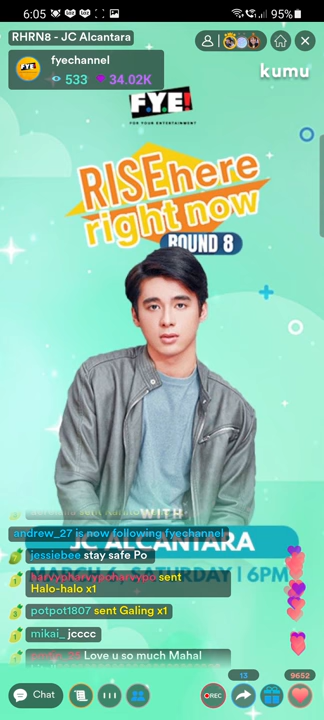 6:05
95%
RHRN8 - JC Alcantara
fyechannel
533 34.02K
kumu
F.Y.E!
FOR YOUR ENTERTAINMENT
RISE here
right now
ROUND 8
WITH
andrew_27 is now following fyechannel
JC ALCANTARA
jessiebee stay safe Po
MARCH 6, SATURDAY | 6PM
harvypharvypoharvypo sent
Halo-halo x1
potpot1807 sent Galing x1
mikai_ jcccc
Love u so much Mahal
Chat
REC
13
9652